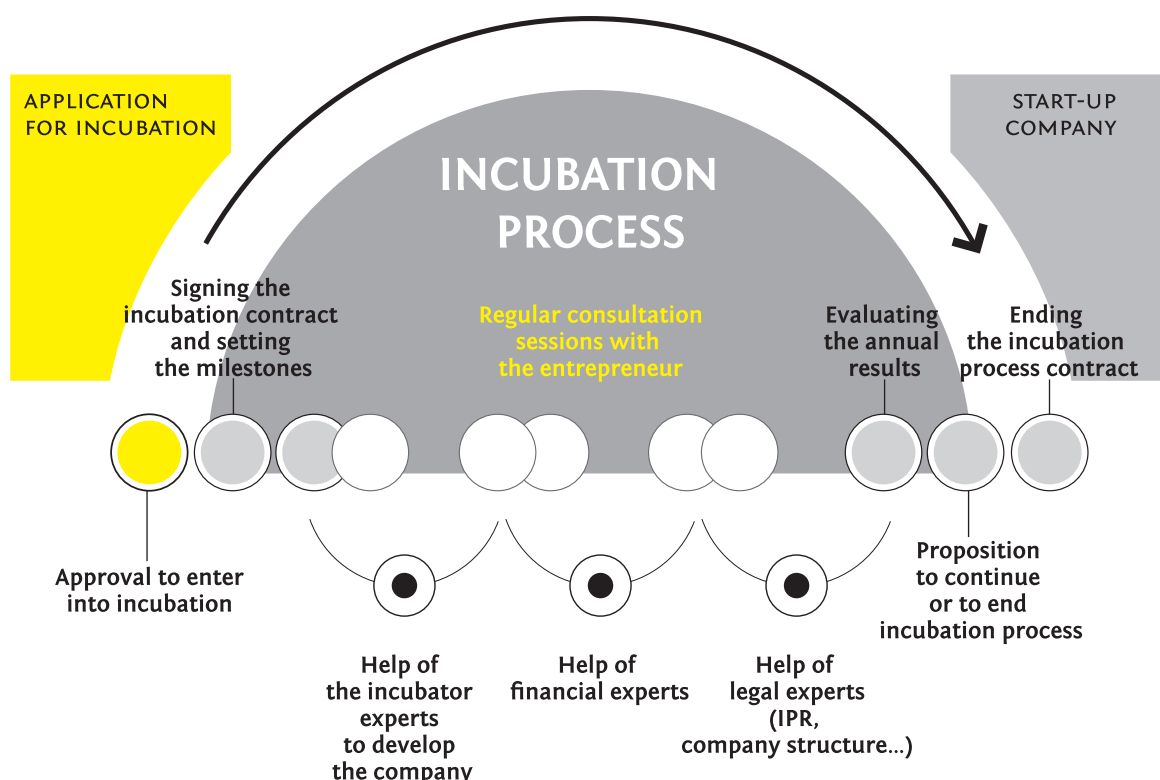 APPLICATION
FOR INCUBATION
START-UP
COMPANY
INCUBATION
PROCESS
Signing the
incubation contract
and setting
the milestones
Regular consultation
sessions with
the entrepreneur
Evaluating
the annual
results
Ending
the incubation
process contract
Approval to enter
into incubation
Proposition
to continue
or to end
incubation process
Help of
the incubator
experts
to develop
the company
Help of
financial experts
Help of
legal experts
(IPR,
company structure...)